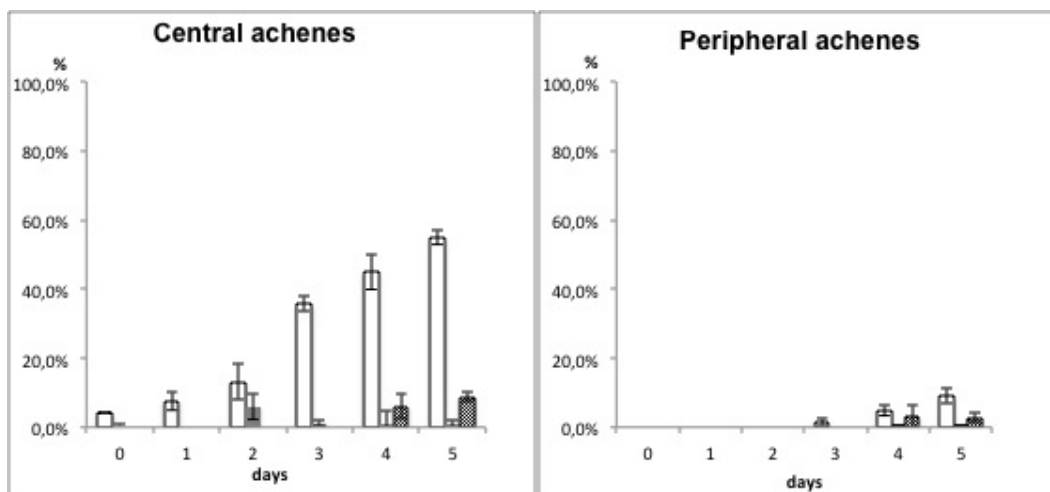 Central achenes
%
100,0%
80,0%
60,0%
40,0%
20,0%
0,0%
0 1 2 3 4 5
days
Peripheral achenes
%
100,0%
80,0%
60,0%
40,0%
20,0%
0,0%
0 1 2 3 4 5
days